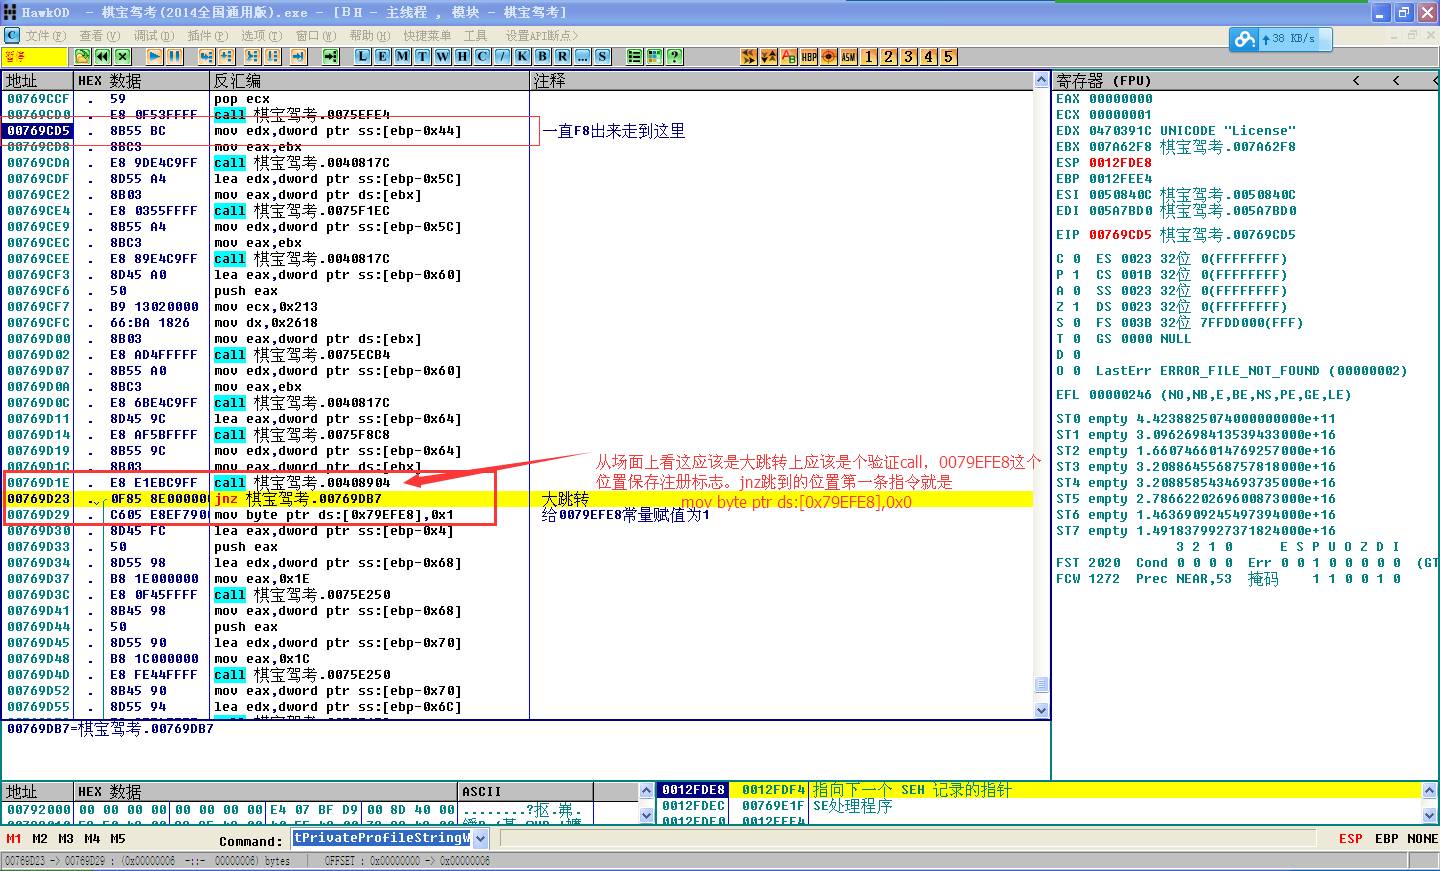 HawkOD - 棋宝驾考(2014全国通用版).exe - [BH - 主线程 , 模块 - 棋宝驾考]
C 文件(F) 查看(V) 调试(D) 插件(P) 选项(T) 窗口(W) 帮助(H) 快捷菜单 工具 设置API断点>
38 KB/s
暂停 L E M T W H C / K B R ... S ? HBP ASM 1 2 3 4 5
地址 HEX 数据 反汇编 注释
00769CCF . 59 pop ecx
00769CD0 . E8 0F53FFFF call 棋宝驾考.0075EFE4
00769CD5 . 8B55 BC mov edx,dword ptr ss:[ebp-0x44] 一直F8出来走到这里
00769CD8 . 8BC3 mov eax,ebx
00769CDA . E8 9DE4C9FF call 棋宝驾考.0040817C
00769CDF . 8D55 A4 lea edx,dword ptr ss:[ebp-0x5C]
00769CE2 . 8B03 mov eax,dword ptr ds:[ebx]
00769CE4 . E8 0355FFFF call 棋宝驾考.0075F1EC
00769CE9 . 8B55 A4 mov edx,dword ptr ss:[ebp-0x5C]
00769CEC . 8BC3 mov eax,ebx
00769CEE . E8 89E4C9FF call 棋宝驾考.0040817C
00769CF3 . 8D45 A0 lea eax,dword ptr ss:[ebp-0x60]
00769CF6 . 50 push eax
00769CF7 . B9 13020000 mov ecx,0x213
00769CFC . 66:BA 1826 mov dx,0x2618
00769D00 . 8B03 mov eax,dword ptr ds:[ebx]
00769D02 . E8 AD4FFFFF call 棋宝驾考.0075ECB4
00769D07 . 8B55 A0 mov edx,dword ptr ss:[ebp-0x60]
00769D0A . 8BC3 mov eax,ebx
00769D0C . E8 6BE4C9FF call 棋宝驾考.0040817C
00769D11 . 8D45 9C lea eax,dword ptr ss:[ebp-0x64]
00769D14 . E8 AF5BFFFF call 棋宝驾考.0075F8C8
00769D19 . 8B55 9C mov edx,dword ptr ss:[ebp-0x64]
00769D1C . 8B03 mov eax,dword ptr ds:[ebx]
00769D1E . E8 E1EBC9FF call 棋宝驾考.00408904
00769D23 . 0F85 8E00000 jnz 棋宝驾考.00769DB7 大跳转
00769D29 . C605 E8EF790 mov byte ptr ds:[0x79EFE8],0x1 给0079EFE8常量赋值为1
从场面上看这应该是大跳转上应该是个验证call，0079EFE8这个
位置保存注册标志。jnz跳到的位置第一条指令就是
mov byte ptr ds:[0x79EFE8],0x0
00769D30 . 8D45 FC lea eax,dword ptr ss:[ebp-0x4]
00769D33 . 50 push eax
00769D34 . 8D55 98 lea edx,dword ptr ss:[ebp-0x68]
00769D37 . B8 1E000000 mov eax,0x1E
00769D3C . E8 0F45FFFF call 棋宝驾考.0075E250
00769D41 . 8B45 98 mov eax,dword ptr ss:[ebp-0x68]
00769D44 . 50 push eax
00769D45 . 8D55 90 lea edx,dword ptr ss:[ebp-0x70]
00769D48 . B8 1C000000 mov eax,0x1C
00769D4D . E8 FE44FFFF call 棋宝驾考.0075E250
00769D52 . 8B45 90 mov eax,dword ptr ss:[ebp-0x70]
00769D55 . 8D55 94 lea edx,dword ptr ss:[ebp-0x6C]
00769DB7=棋宝驾考.00769DB7
寄存器 (FPU) < < <
EAX 00000000
ECX 00000001
EDX 0470391C UNICODE "License"
EBX 007A62F8 棋宝驾考.007A62F8
ESP 0012FDE8
EBP 0012FEE4
ESI 0050840C 棋宝驾考.0050840C
EDI 005A7BD0 棋宝驾考.005A7BD0
EIP 00769CD5 棋宝驾考.00769CD5
C 0 ES 0023 32位 0(FFFFFFFF)
P 1 CS 001B 32位 0(FFFFFFFF)
A 0 SS 0023 32位 0(FFFFFFFF)
Z 1 DS 0023 32位 0(FFFFFFFF)
S 0 FS 003B 32位 7FFDD000(FFF)
T 0 GS 0000 NULL
D 0
O 0 LastErr ERROR_FILE_NOT_FOUND (00000002)
EFL 00000246 (NO,NB,E,BE,NS,PE,GE,LE)
ST0 empty 4.4238825074000000000e+11
ST1 empty 3.0962698413539433000e+16
ST2 empty 1.6607466014769257000e+16
ST3 empty 3.2088645587678718000e+16
ST4 empty 3.2088585434693735000e+16
ST5 empty 2.7866220269600873000e+16
ST6 empty 1.4636909245497394000e+16
ST7 empty 1.4918379927371824000e+16
3 2 1 0 E S P U O Z D I
FST 2020 Cond 0 0 0 0 Err 0 0 1 0 0 0 0 0 (GT
FCW 1272 Prec NEAR,53 掩码 1 1 0 0 1 0
地址 HEX 数据 ASCII
00792000 00 00 00 00 00 00 00 00 E4 07 BF D9 00 8D 40 00
0012FDE8 0012FDF4 指向下一个 SEH 记录的指针
0012FDEC 00769E1F SE处理程序
0012FDF0 0012FFF4
M1 M2 M3 M4 M5 Command: tPrivateProfileStringW ESP EBP NONE
00769D23 -> 00769D29 : (0x00000006 -::- 00000006) bytes OFFSET : 0x00000000 -> 0x00000006